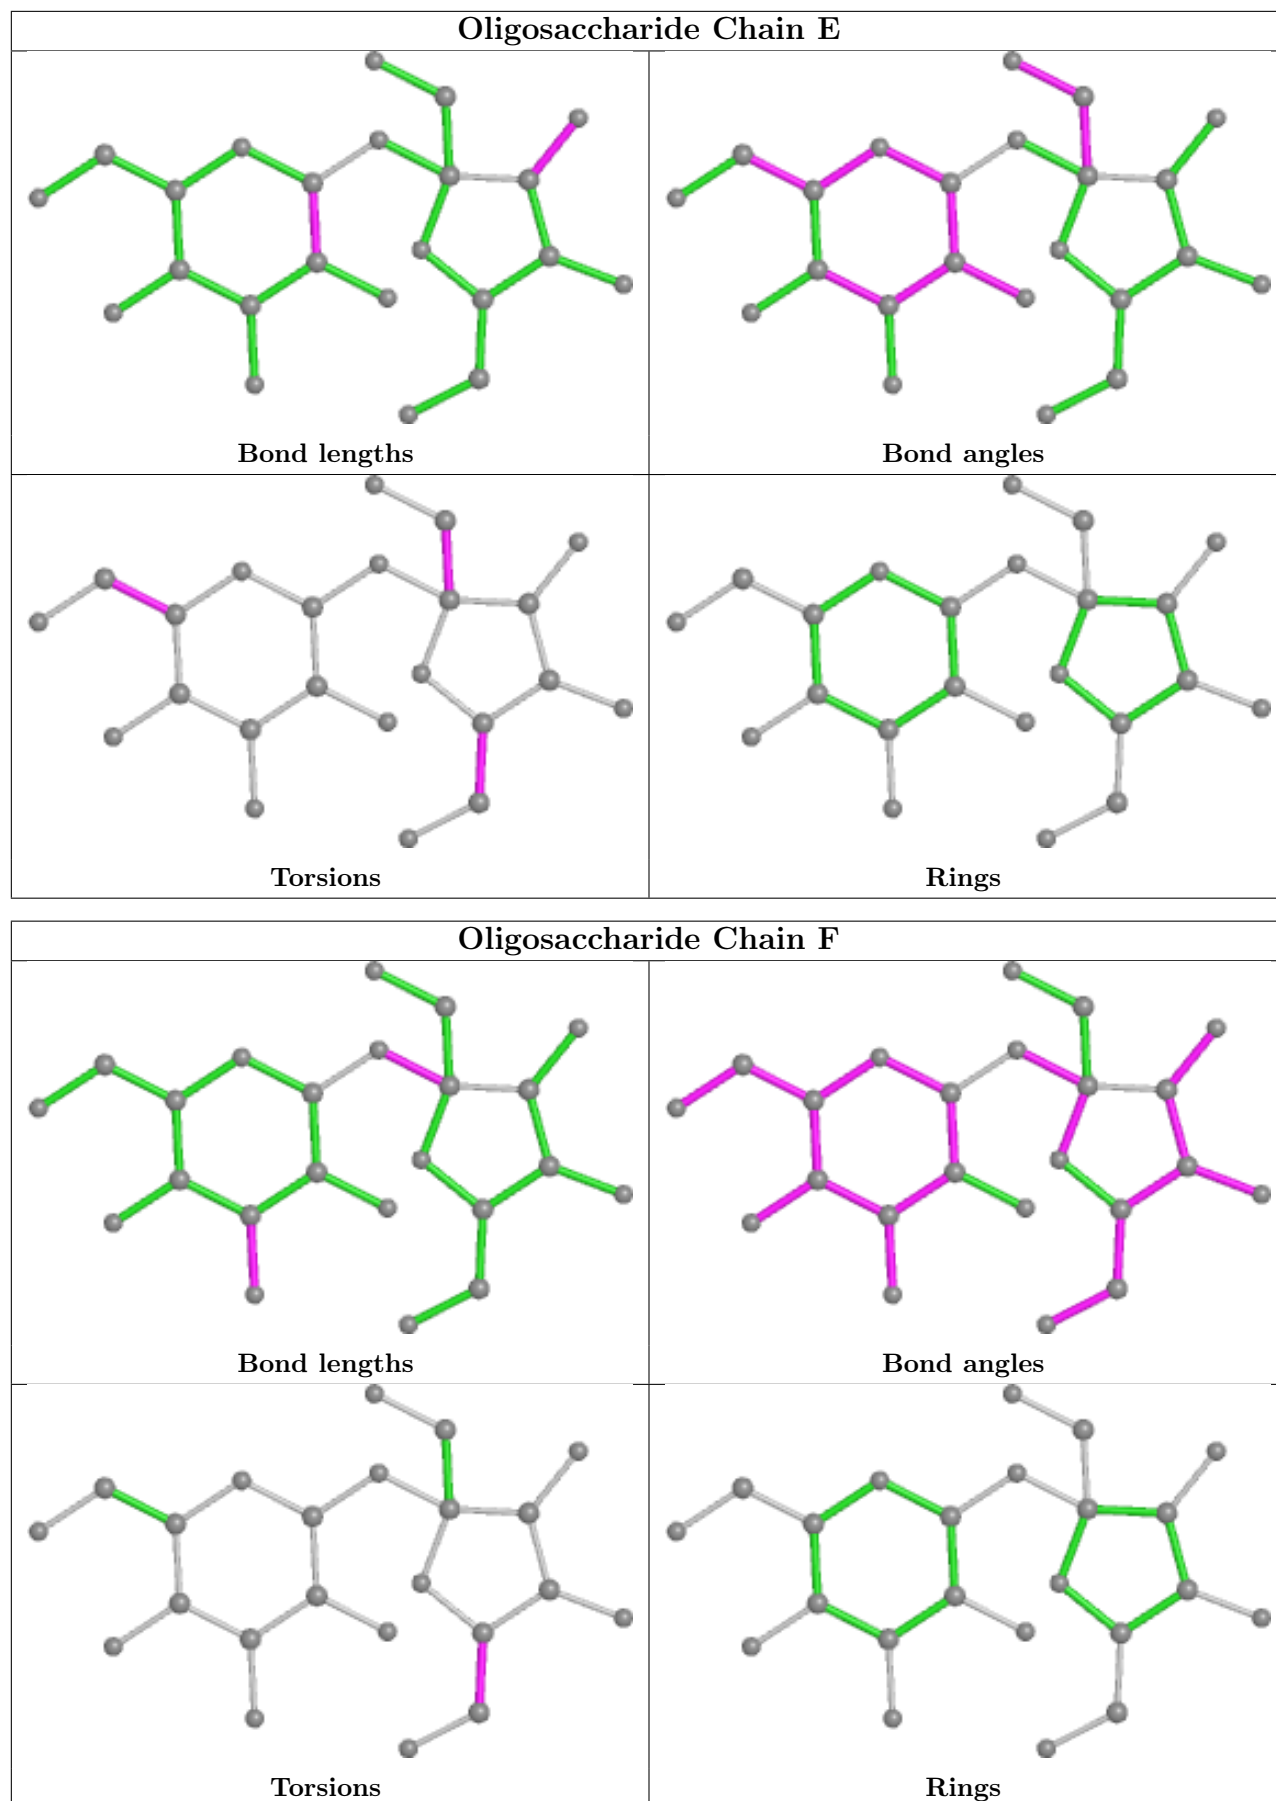 Oligosaccharide Chain E
Bond lengths
Bond angles
Torsions
Rings
Oligosaccharide Chain F
Bond lengths
Bond angles
Torsions
Rings